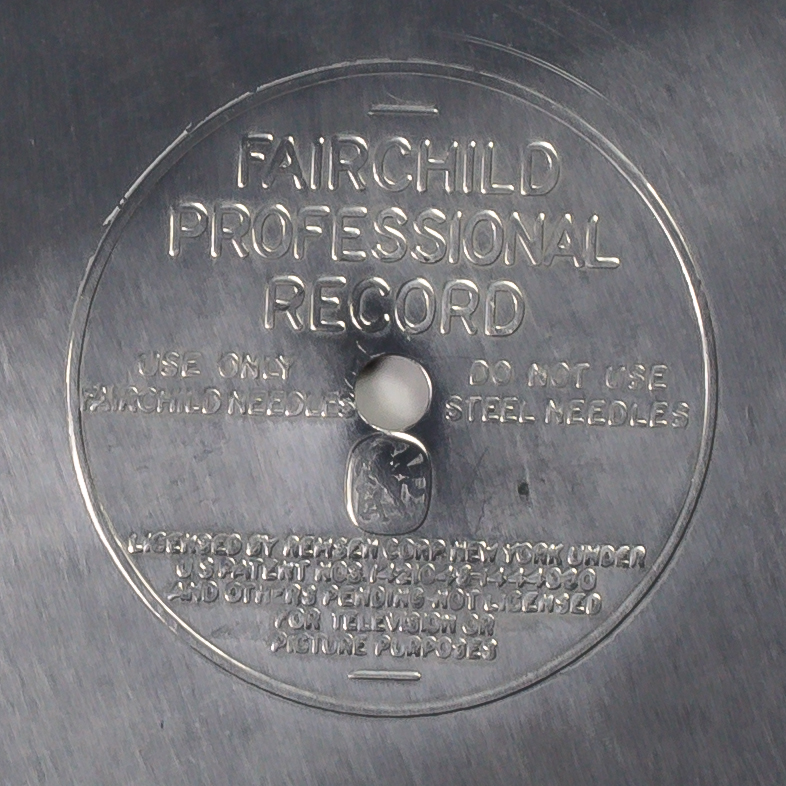 FAIRCHILD
PROFESSIONAL
RECORD
USE ONLY
FAIRCHILD NEEDLES
DO NOT USE
STEEL NEEDLES
LICENSED BY REMSEN CORP. NEW YORK UNDER
U S PATENT NOS.
AND OTHERS PENDING NOT LICENSED
FOR TELEVISION OR
PICTURE PURPOSES